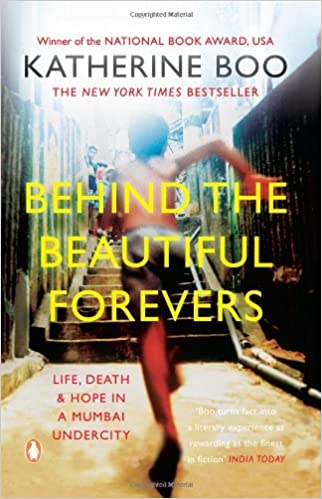 Winner of the NATIONAL BOOK AWARD, USA
KATHERINE BOO
THE NEW YORK TIMES BESTSELLER
BEHIND THE
BEAUTIFUL
FOREVERS
LIFE, DEATH
& HOPE IN
A MUMBAI
UNDERCITY
'Boo turns fact into
a literary experience as
rewarding as the finest
in fiction' INDIA TODAY